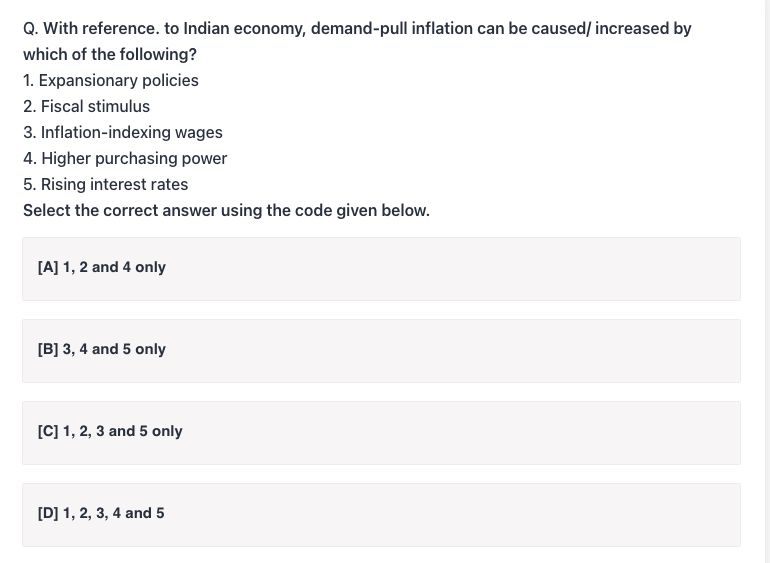 Q. With reference. to Indian economy, demand-pull inflation can be caused/ increased by
which of the following?
1. Expansionary policies
2. Fiscal stimulus
3. Inflation-indexing wages
4. Higher purchasing power
5. Rising interest rates
Select the correct answer using the code given below.
[A] 1, 2 and 4 only
[B] 3, 4 and 5 only
[C] 1, 2, 3 and 5 only
[D] 1, 2, 3, 4 and 5